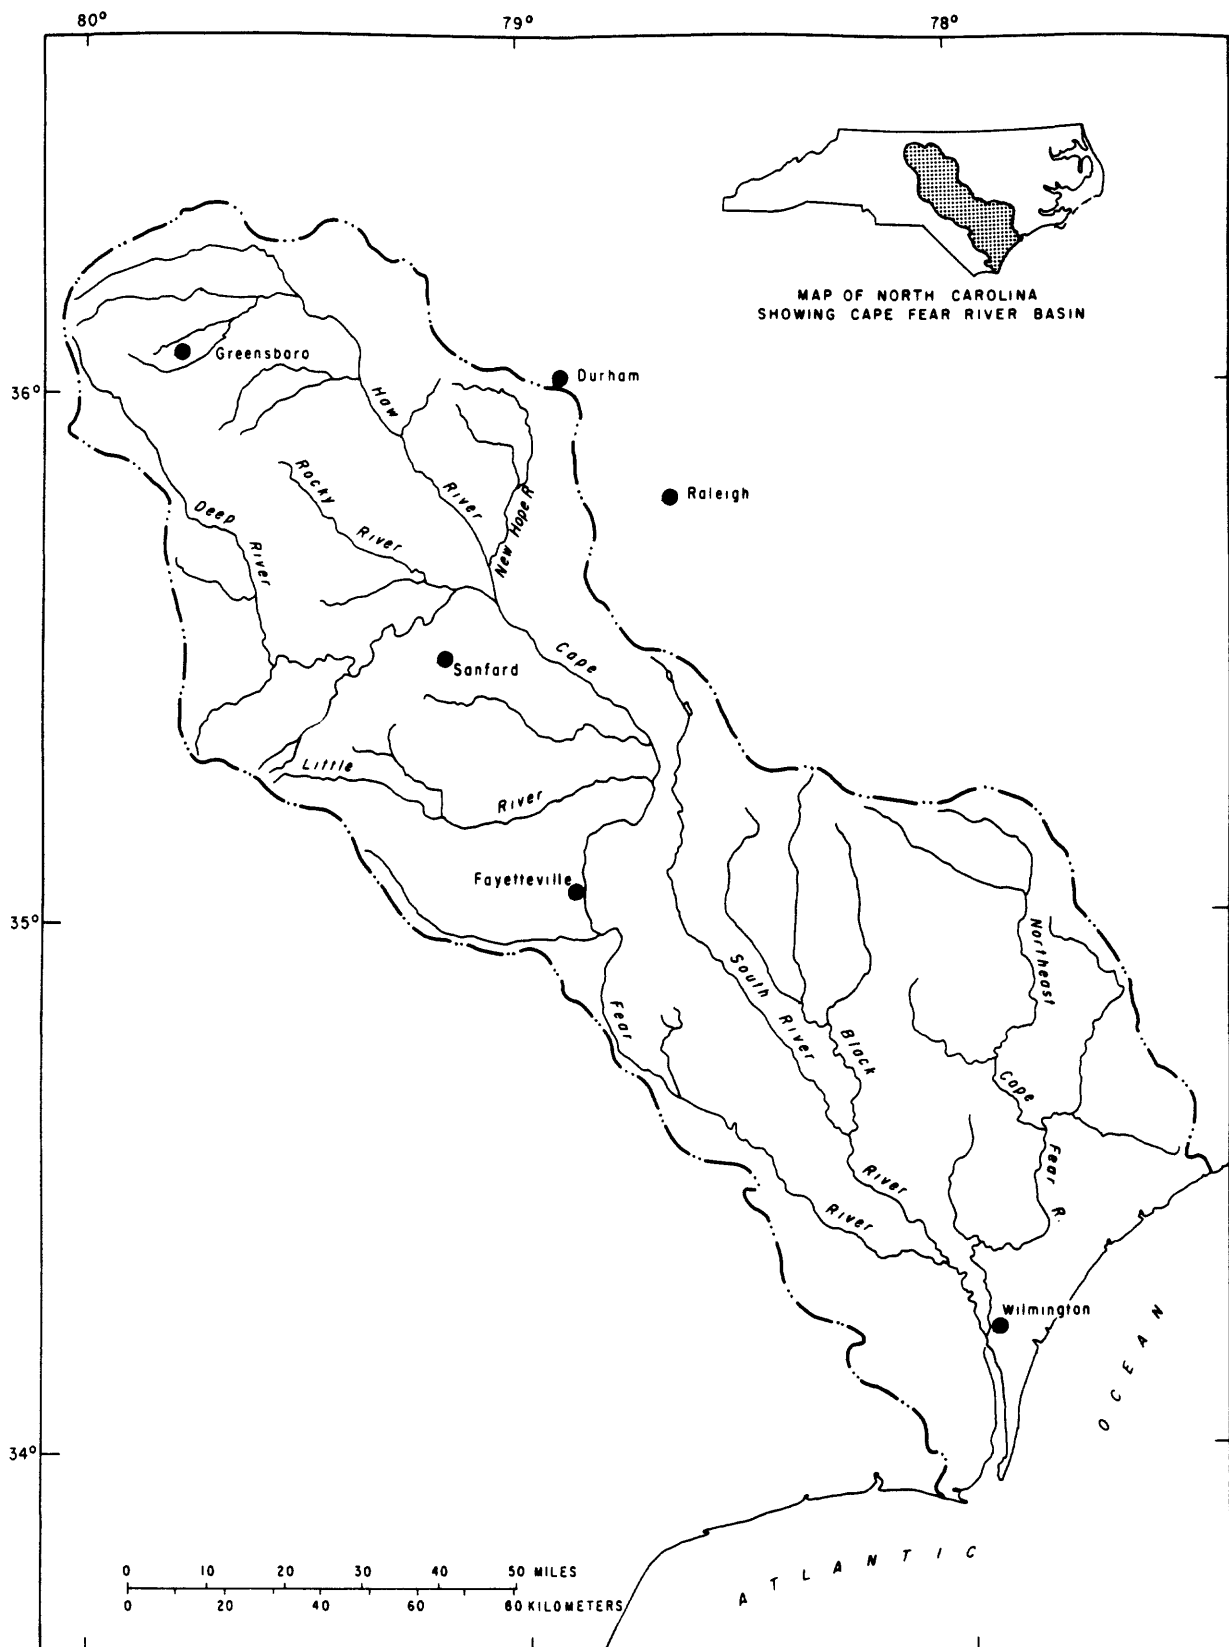 80° 79° 78°
MAP OF NORTH CAROLINA
SHOWING CAPE FEAR RIVER BASIN
Greensboro
Durham
36°
Haw
Rocky
Raleigh
River
New Hope R
Deep
River
River
Cape
Sanford
Little
River
Fayetteville
35°
Northeast
South River
Fear
Black
Cape
Fear R.
River
River
Wilmington
OCEAN
34°
ATLANTIC
0 10 20 30 40 50 MILES
0 20 40 60 80 KILOMETERS